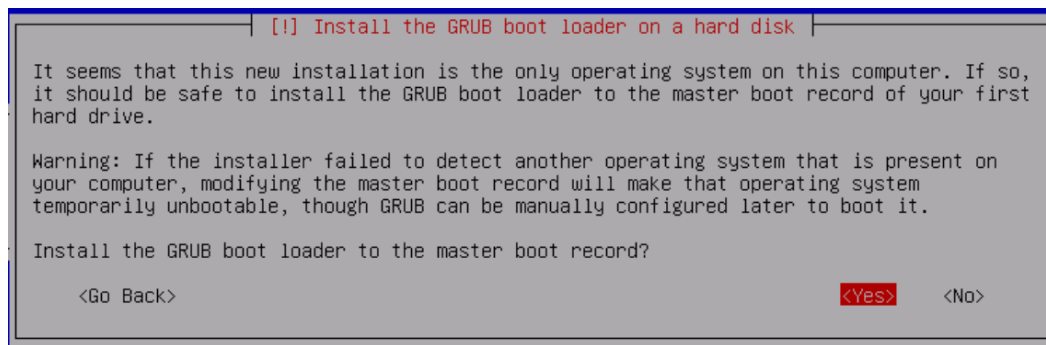 [!] Install the GRUB boot loader on a hard disk
It seems that this new installation is the only operating system on this computer. If so,
it should be safe to install the GRUB boot loader to the master boot record of your first
hard drive.
Warning: If the installer failed to detect another operating system that is present on
your computer, modifying the master boot record will make that operating system
temporarily unbootable, though GRUB can be manually configured later to boot it.
Install the GRUB boot loader to the master boot record?
<Go Back> <Yes> <No>